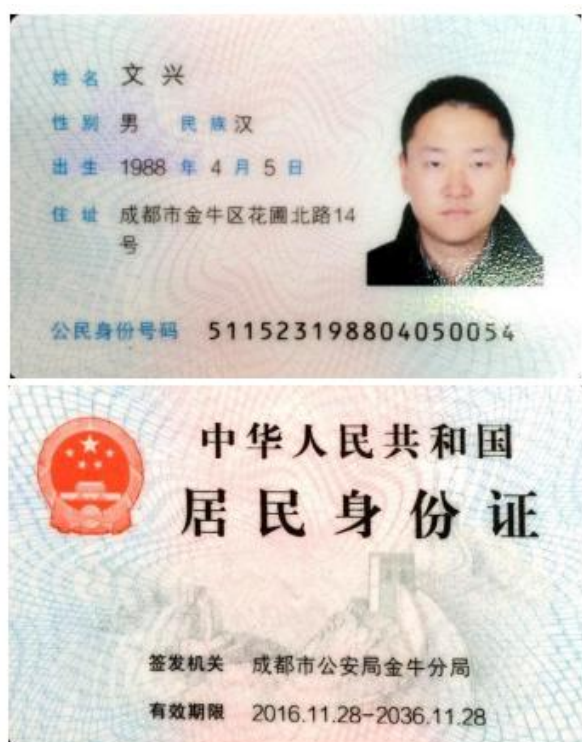 姓名 文兴
性别 男 民族 汉
出生 1988 年 4 月 5 日
住址 成都市金牛区花圃北路14
号
公民身份号码 511523198804050054
中华人民共和国
居民身份证
签发机关 成都市公安局金牛分局
有效期限 2016.11.28-2036.11.28